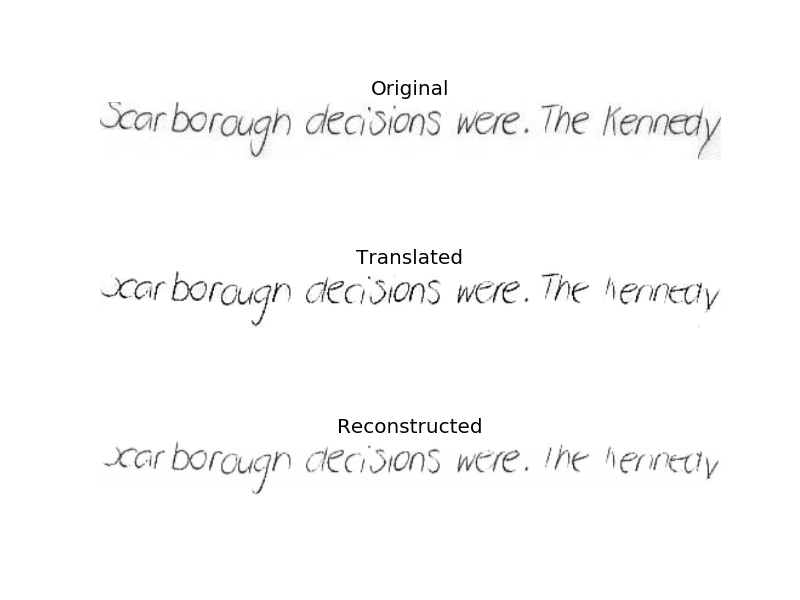 Original
Scarborough decisions were. The Kennedy
Translated
Scarborough decisions were. The Kennedy
Reconstructed
Scarborough decisions were. The Kennedy